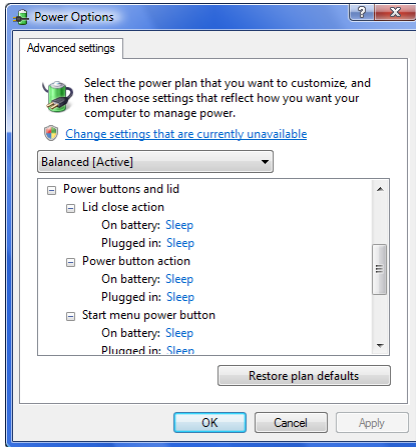 Power Options
?
X
Advanced settings
Select the power plan that you want to customize, and
then choose settings that reflect how you want your
computer to manage power.
Change settings that are currently unavailable
Balanced [Active]
Power buttons and lid
Lid close action
On battery: Sleep
Plugged in: Sleep
Power button action
On battery: Sleep
Plugged in: Sleep
Start menu power button
On battery: Sleep
Plugged in: Sleep
Restore plan defaults
OK
Cancel
Apply